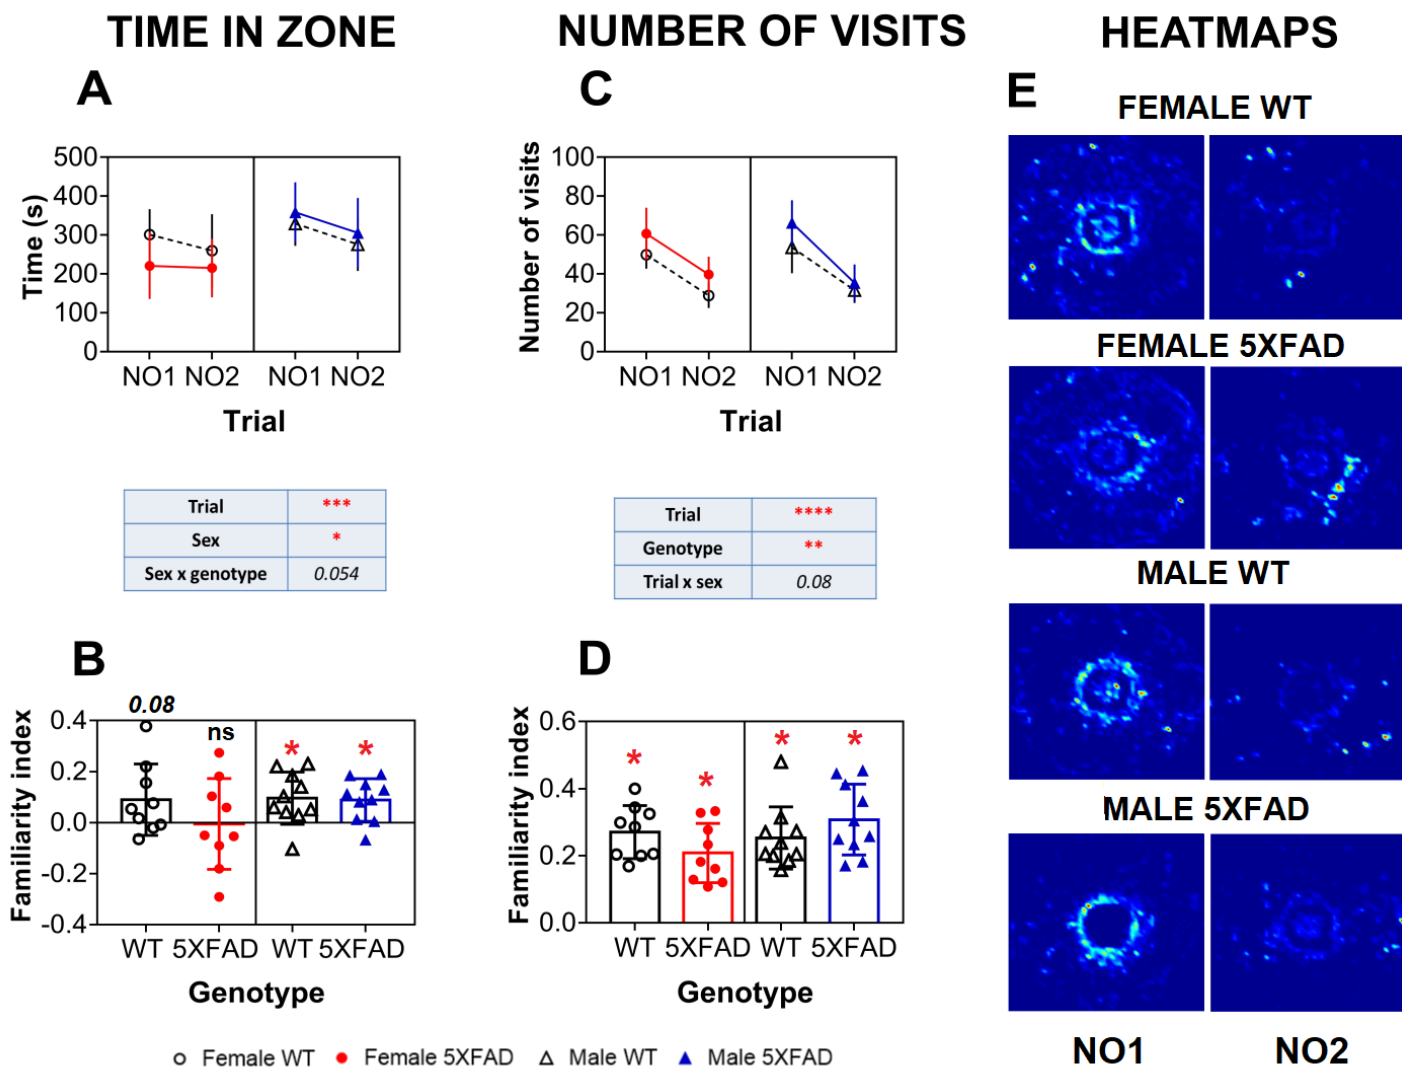 TIME IN ZONE
NUMBER OF VISITS
HEATMAPS
A
500
400
300
200
100
0
Time (s)
NO1 NO2 NO1 NO2
Trial
Trial ***
Sex *
Sex x genotype 0.054
B
0.4
0.2
0.0
-0.2
-0.4
Familiarity index
0.08
ns
* *
WT 5XFAD WT 5XFAD
Genotype
C
100
80
60
40
20
0
Number of visits
NO1 NO2 NO1 NO2
Trial
Trial ****
Genotype **
Trial x sex 0.08
D
0.6
0.4
0.2
0.0
Familiarity index
* * * *
WT 5XFAD WT 5XFAD
Genotype
Female WT Female 5XFAD Male WT Male 5XFAD
E
FEMALE WT
FEMALE 5XFAD
MALE WT
MALE 5XFAD
NO1 NO2